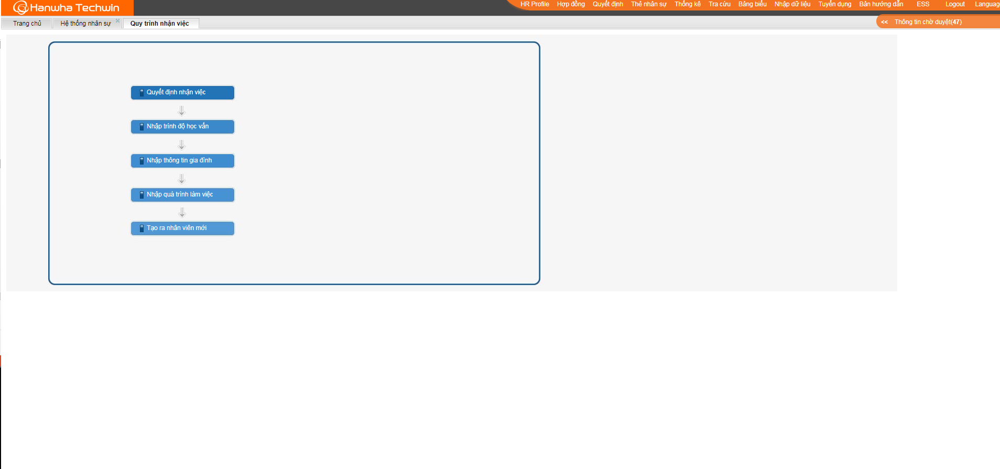 Hanwha Techwin
HR Profile Hợp đồng Quyết định Thẻ nhân sự Thống kê Tra cứu Bảng biểu Nhập dữ liệu Tuyển dụng Bản hướng dẫn ESS Logout Languag
Trang chủ Hệ thống nhân sự Quy trình nhận việc
<< Thông tin chờ duyệt(47)
Quyết định nhận việc
Nhập trình độ học vấn
Nhập thông tin gia đình
Nhập quá trình làm việc
Tạo ra nhân viên mới